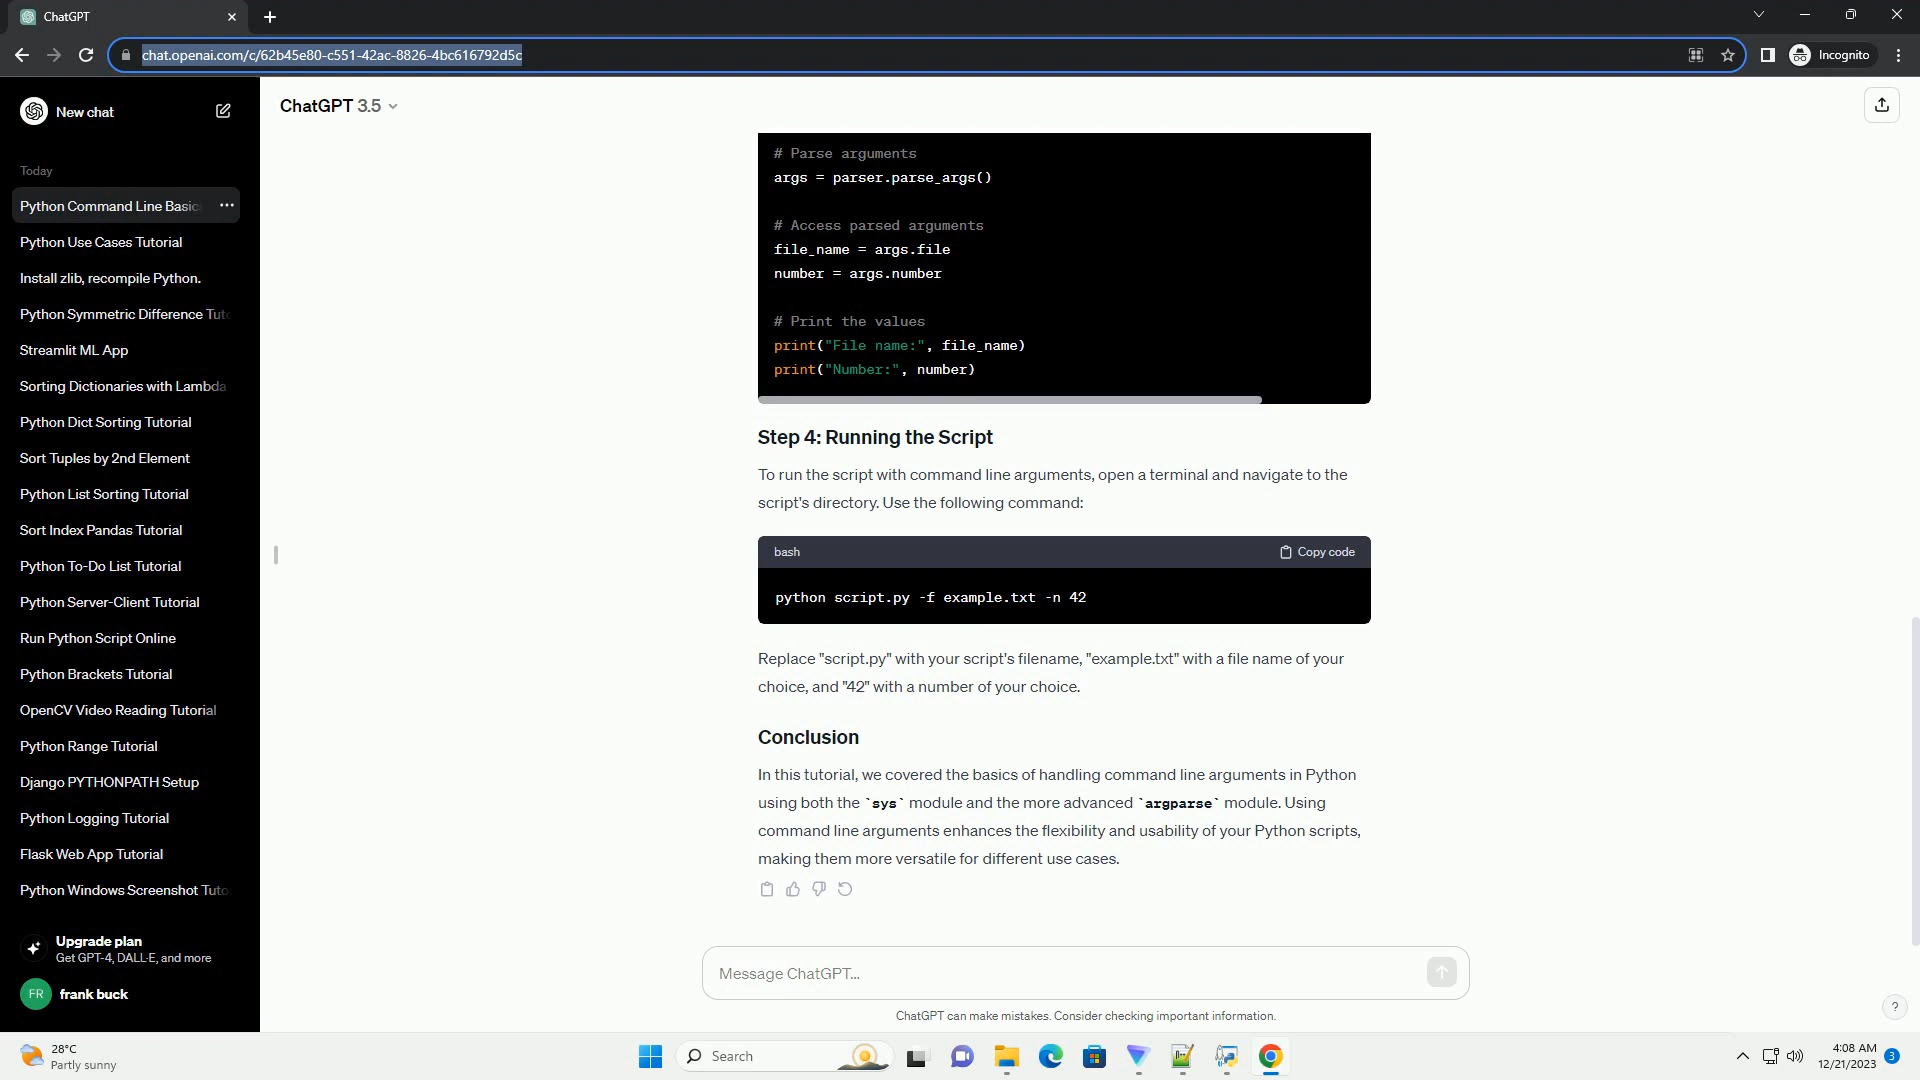 ChatGPT
chat.openai.com/c/62b45e80-c551-42ac-8826-4bc616792d5c
Incognito
New chat
Today
Python Command Line Basic
Python Use Cases Tutorial
Install zlib, recompile Python.
Python Symmetric Difference Tuto
Streamlit ML App
Sorting Dictionaries with Lambda
Python Dict Sorting Tutorial
Sort Tuples by 2nd Element
Python List Sorting Tutorial
Sort Index Pandas Tutorial
Python To-Do List Tutorial
Python Server-Client Tutorial
Run Python Script Online
Python Brackets Tutorial
OpenCV Video Reading Tutorial
Python Range Tutorial
Django PYTHONPATH Setup
Python Logging Tutorial
Flask Web App Tutorial
Python Windows Screenshot Tuto
Upgrade plan
Get GPT-4, DALL·E, and more
FR frank buck
ChatGPT 3.5
# Parse arguments
args = parser.parse_args()
# Access parsed arguments
file_name = args.file
number = args.number
# Print the values
print("File name:", file_name)
print("Number:", number)
Step 4: Running the Script
To run the script with command line arguments, open a terminal and navigate to the
script's directory. Use the following command:
bash Copy code
python script.py -f example.txt -n 42
Replace "script.py" with your script's filename, "example.txt" with a file name of your
choice, and "42" with a number of your choice.
Conclusion
In this tutorial, we covered the basics of handling command line arguments in Python
using both the `sys` module and the more advanced `argparse` module. Using
command line arguments enhances the flexibility and usability of your Python scripts,
making them more versatile for different use cases.
Message ChatGPT...
ChatGPT can make mistakes. Consider checking important information.
?
28°C
Partly sunny
Search
4:08 AM
12/21/2023
3